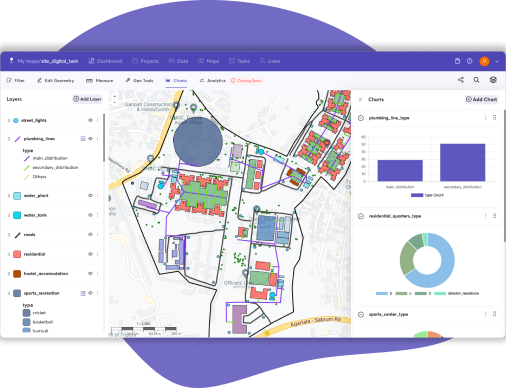 My maps/site_digital_twin
Dashboard
Projects
Data
Maps
Tools
Users
Filter
Edit Geometry
Measure
Geo Tools
Charts
Analytics
Coming Soon
Layers
Add Layer
street_lights
plumbing_lines
type
main_distribution
secondary_distribution
Others
water_plant
water_tank
roads
residential
hostel_accomodation
sports_recreation
type
cricket
basketball
football
Ganpati Construction
& HoneyComb
Officers
Agartala - Sabrum Rd
Charts
Add Chart
plumbing_line_type
main_distribution
secondary_distribution
type Count
residential_quarters_type
director_residence
sports_center_type